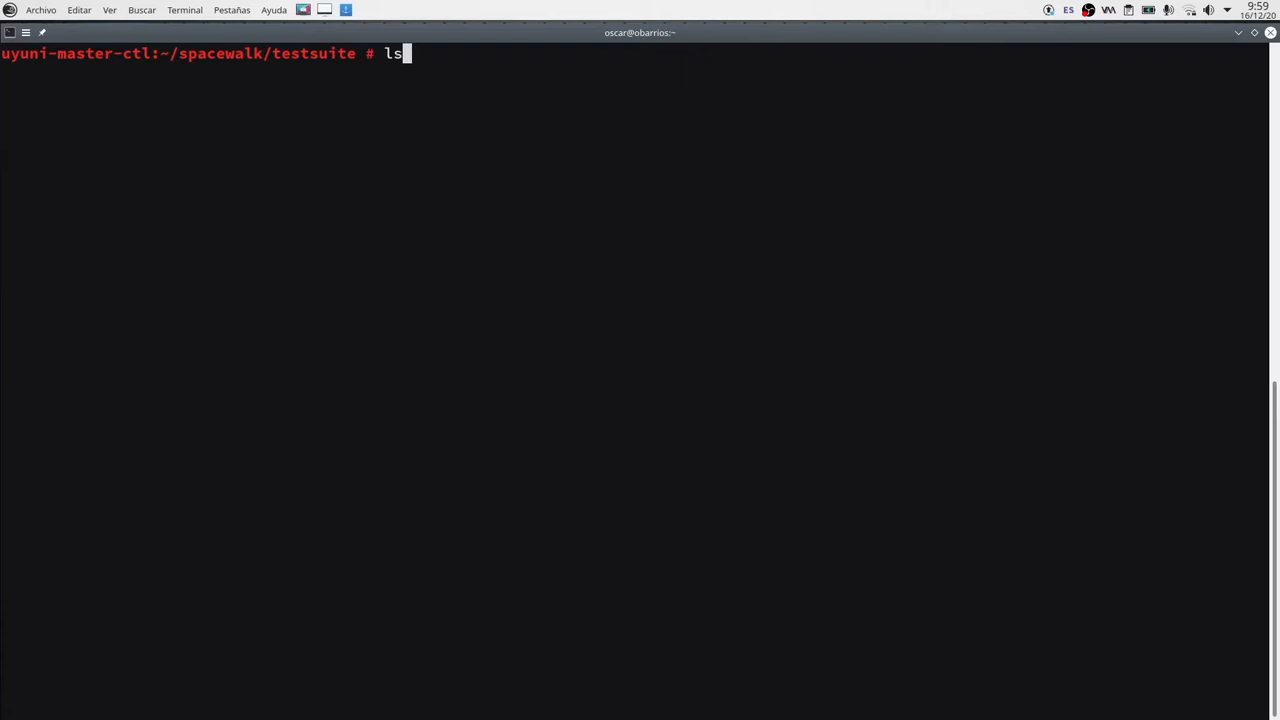 Archivo Editar Ver Buscar Terminal Pestañas Ayuda ES 9:59
16/12/20
oscar@obarrios:~
uyuni-master-ctl:~/spacewalk/testsuite # ls